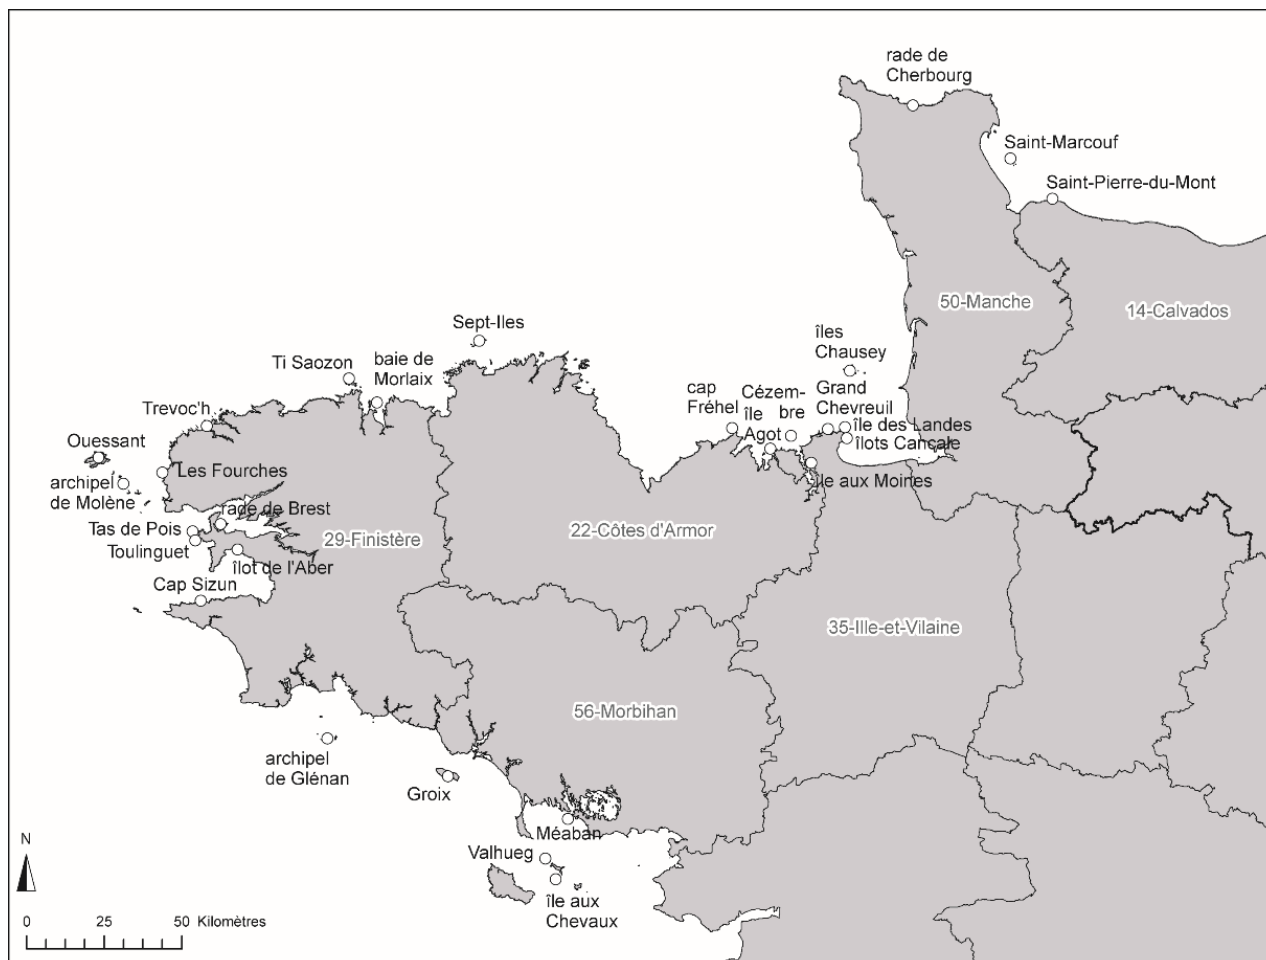 rade de
Cherbourg
Saint-Marcouf
Saint-Pierre-du-Mont
50-Manche
14-Calvados
Sept-Iles
îles
Chausey
Ti Saozon
baie de
Morlaix
cap
Fréhel
Cézem-
bre
île
Agot
Grand
Chevreuil
île des Landes
îlots Cancale
île aux Moines
Trevoc'h
Ouessant
Les Fourches
archipel
de Molène
rade de Brest
Tas de Pois
Toulinguet
29-Finistère
22-Côtes d'Armor
îlot de l'Aber
Cap Sizun
35-Ille-et-Vilaine
56-Morbihan
archipel
de Glénan
Groix
Méaban
Valhueg
île aux
Chevaux
N
0 25 50 Kilomètres